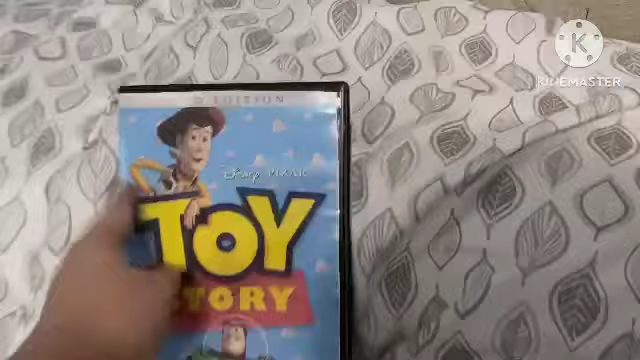 K
KINEMASTER
EDITION
Disney · PIXAR
TOY
STORY